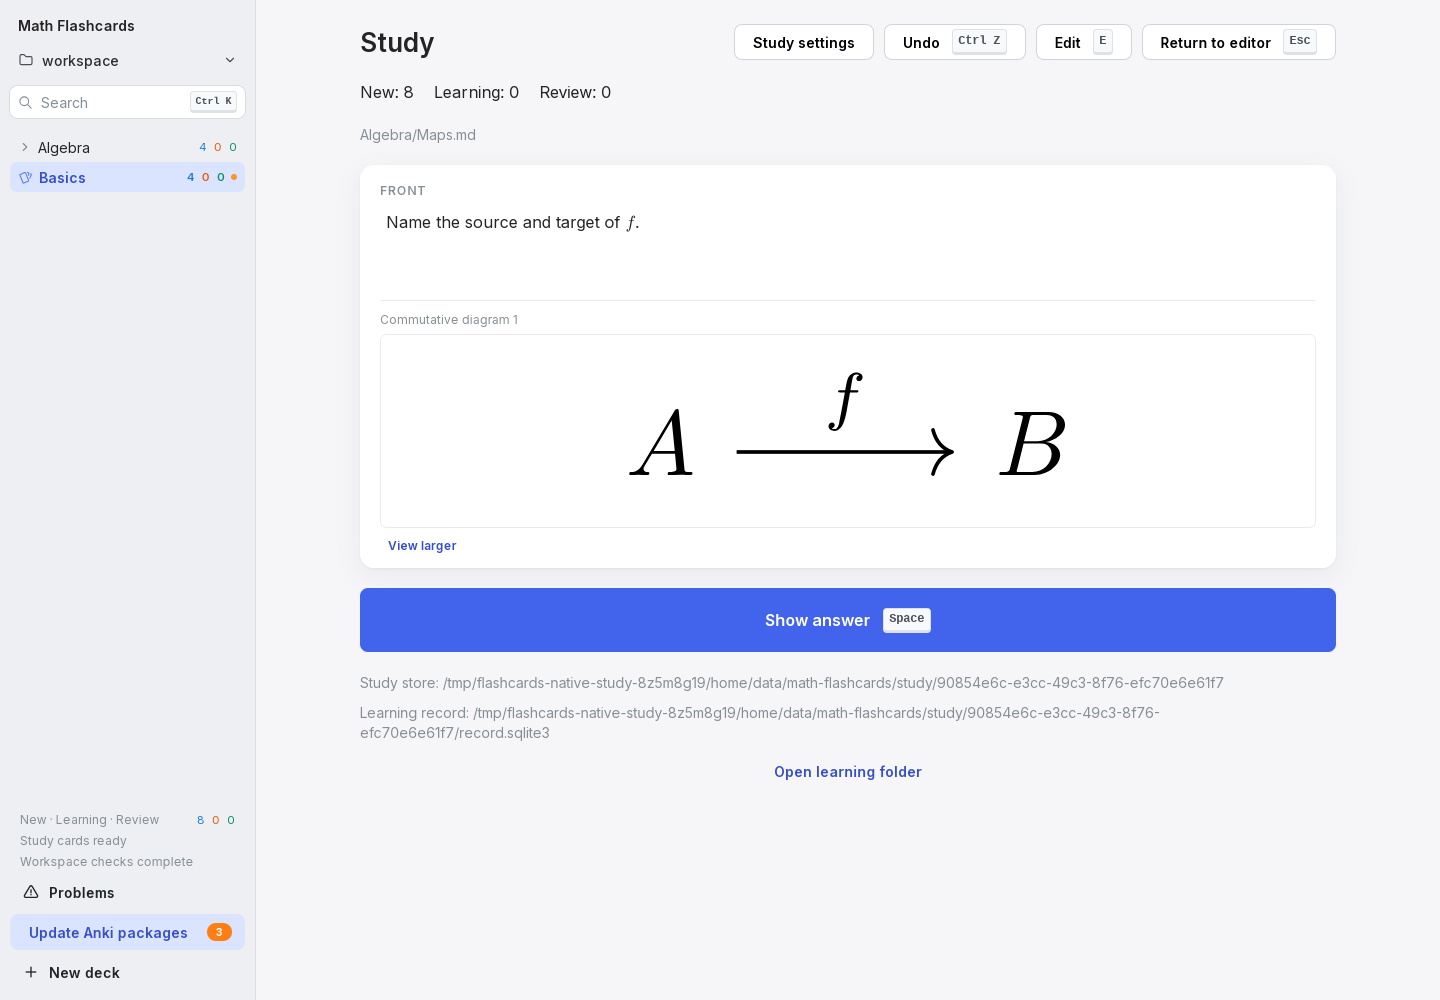 Math Flashcards
workspace
Search Ctrl K
Algebra 4 0 0
Basics 4 0 0
New · Learning · Review 8 0 0
Study cards ready
Workspace checks complete
Problems
Update Anki packages 3
New deck
Study
Study settings
Undo Ctrl Z
Edit E
Return to editor Esc
New: 8 Learning: 0 Review: 0
Algebra/Maps.md
FRONT
Name the source and target of f.
Commutative diagram 1
f
A B
View larger
Show answer Space
Study store: /tmp/flashcards-native-study-8z5m8g19/home/data/math-flashcards/study/90854e6c-e3cc-49c3-8f76-efc70e6e61f7
Learning record: /tmp/flashcards-native-study-8z5m8g19/home/data/math-flashcards/study/90854e6c-e3cc-49c3-8f76-
efc70e6e61f7/record.sqlite3
Open learning folder